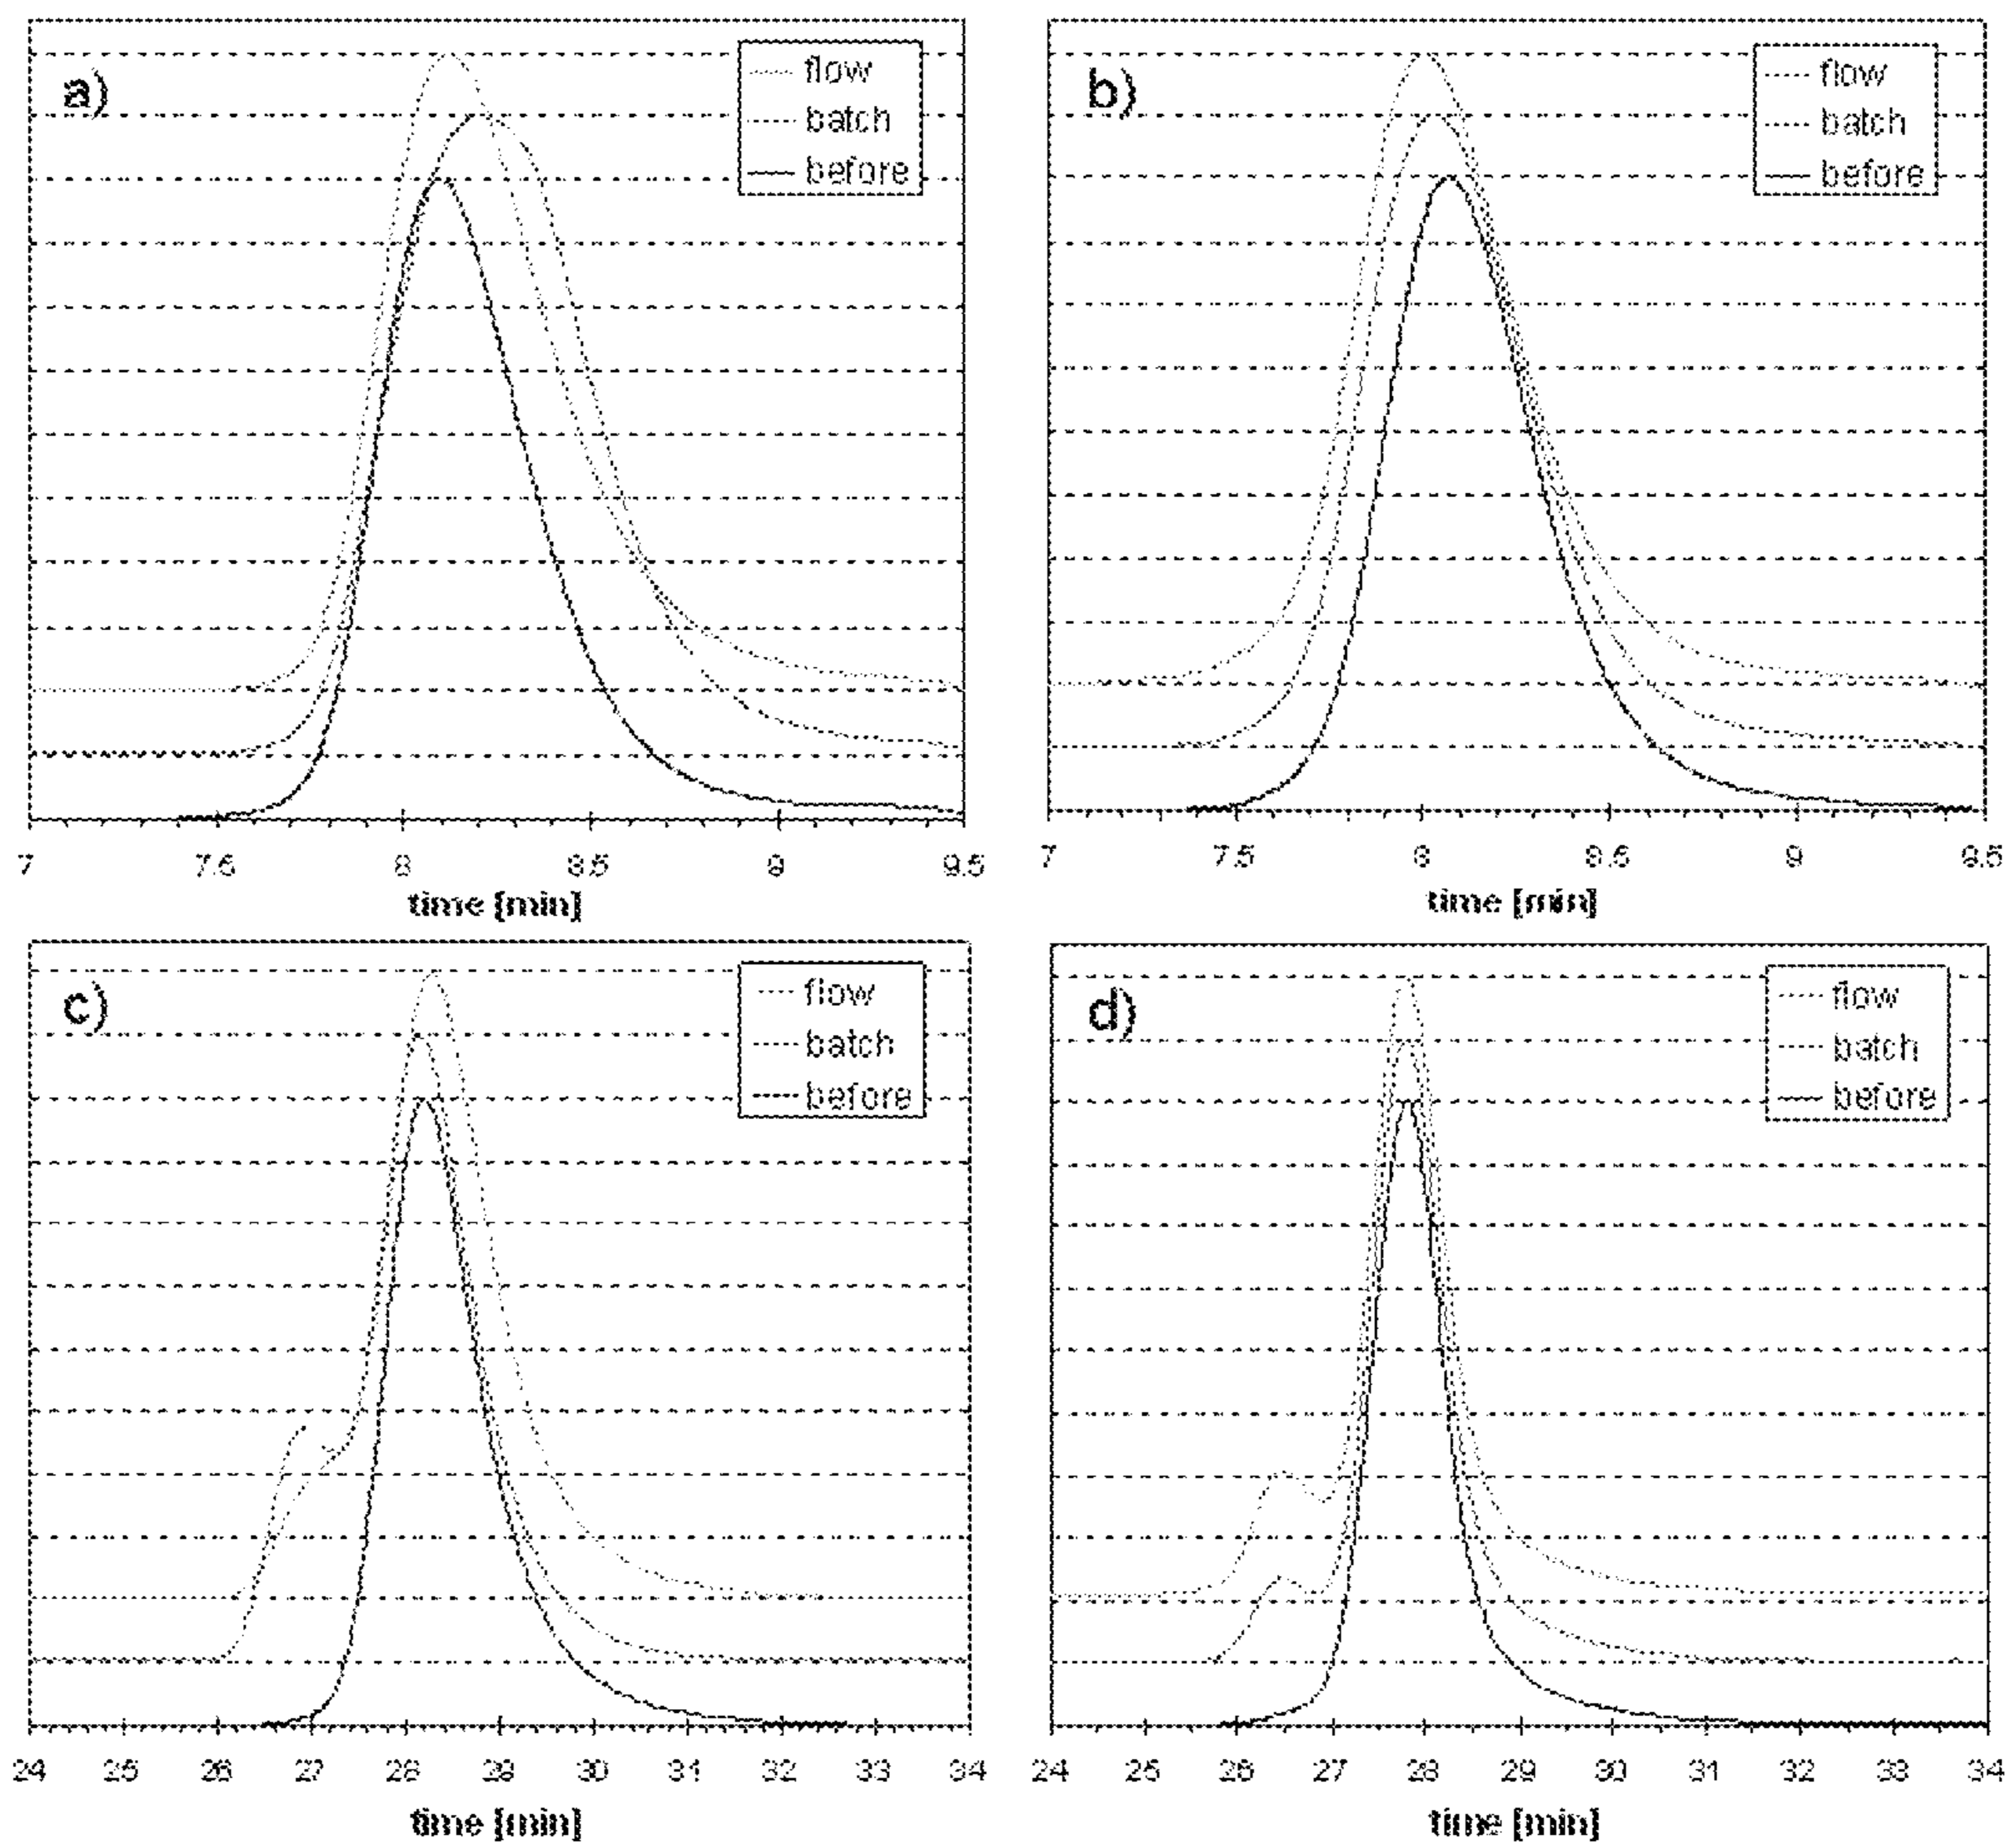 a)
flow
batch
before
7 7.5 8 8.5 9 9.5
time [min]
b)
flow
batch
before
7 7.5 8 8.5 9 9.5
time [min]
c)
flow
batch
before
24 25 26 27 28 29 30 31 32 33 34
time [min]
d)
flow
batch
before
24 25 26 27 28 29 30 31 32 33 34
time [min]